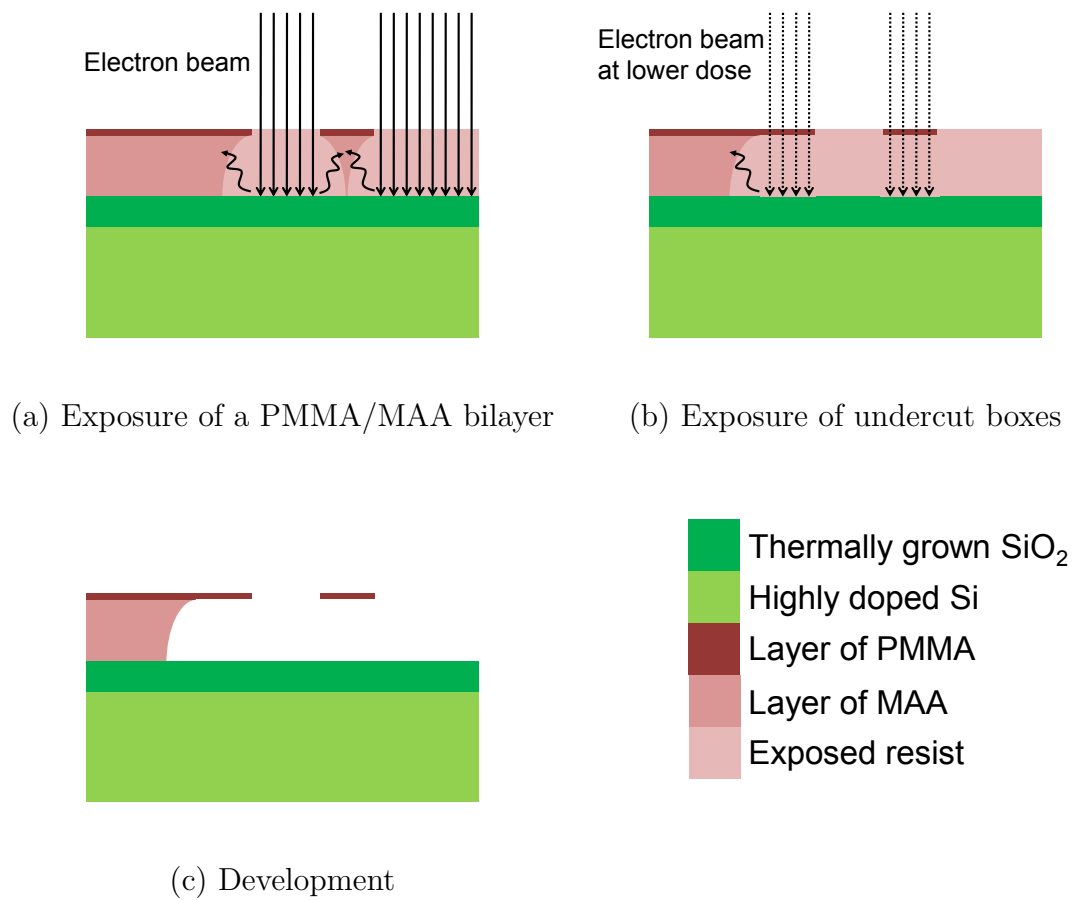 Electron beam
Electron beam
at lower dose
(a) Exposure of a PMMA/MAA bilayer
(b) Exposure of undercut boxes
Thermally grown SiO₂
Highly doped Si
Layer of PMMA
Layer of MAA
Exposed resist
(c) Development